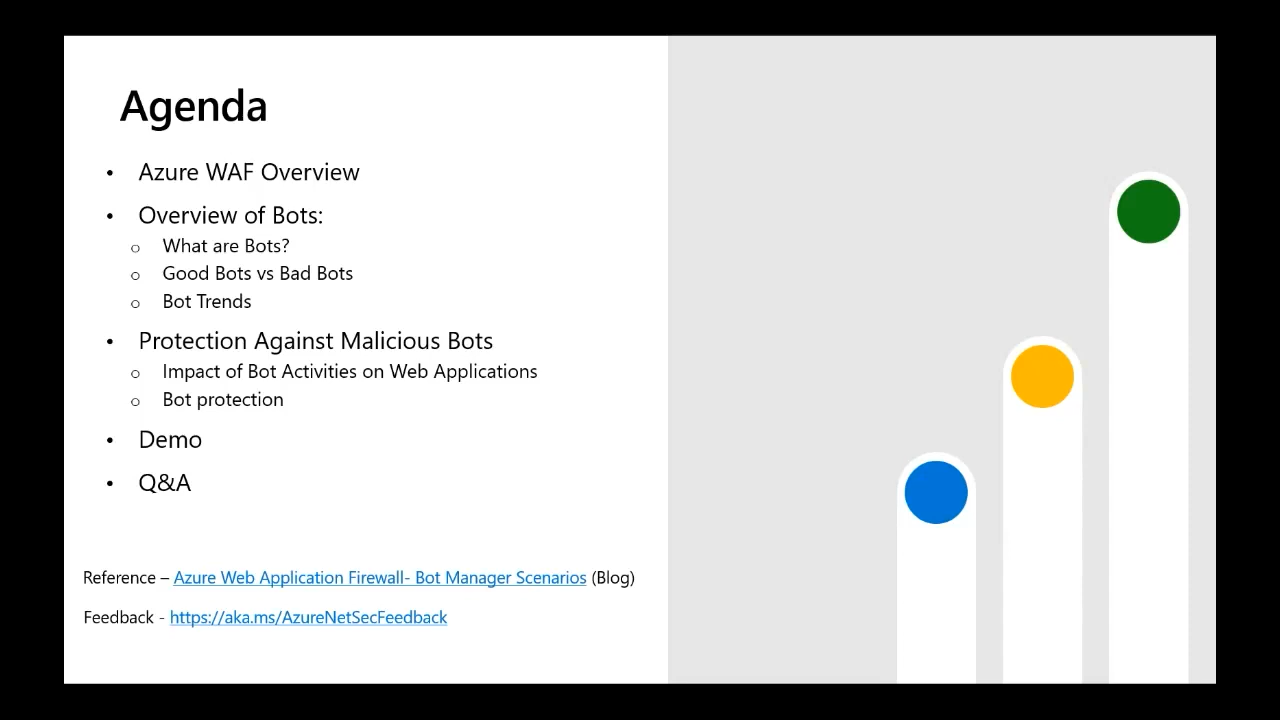 Agenda
• Azure WAF Overview
• Overview of Bots:
o What are Bots?
o Good Bots vs Bad Bots
o Bot Trends
• Protection Against Malicious Bots
o Impact of Bot Activities on Web Applications
o Bot protection
• Demo
• Q&A
Reference – Azure Web Application Firewall- Bot Manager Scenarios (Blog)
Feedback - https://aka.ms/AzureNetSecFeedback